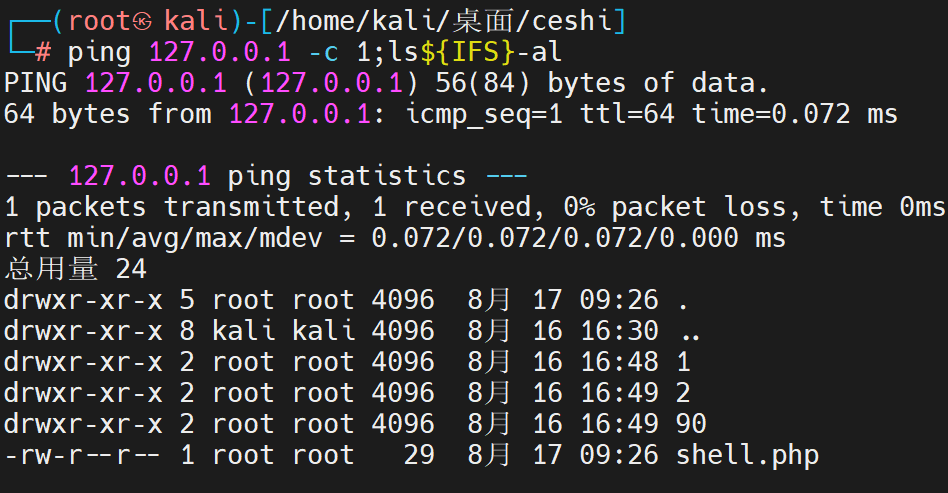 ┌──(root㉿kali)-[/home/kali/桌面/ceshi]
└─# ping 127.0.0.1 -c 1;ls${IFS}-al
PING 127.0.0.1 (127.0.0.1) 56(84) bytes of data.
64 bytes from 127.0.0.1: icmp_seq=1 ttl=64 time=0.072 ms
--- 127.0.0.1 ping statistics ---
1 packets transmitted, 1 received, 0% packet loss, time 0ms
rtt min/avg/max/mdev = 0.072/0.072/0.072/0.000 ms
总用量 24
drwxr-xr-x 5 root root 4096  8月 17 09:26 .
drwxr-xr-x 8 kali kali 4096  8月 16 16:30 ..
drwxr-xr-x 2 root root 4096  8月 16 16:48 1
drwxr-xr-x 2 root root 4096  8月 16 16:49 2
drwxr-xr-x 2 root root 4096  8月 16 16:49 90
-rw-r--r-- 1 root root   29  8月 17 09:26 shell.php